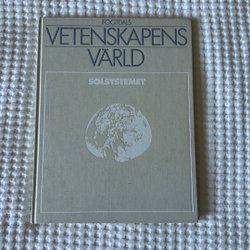 FOGTDALS
VETENSKAPENS
VÄRLD
SOLSYSTEMET